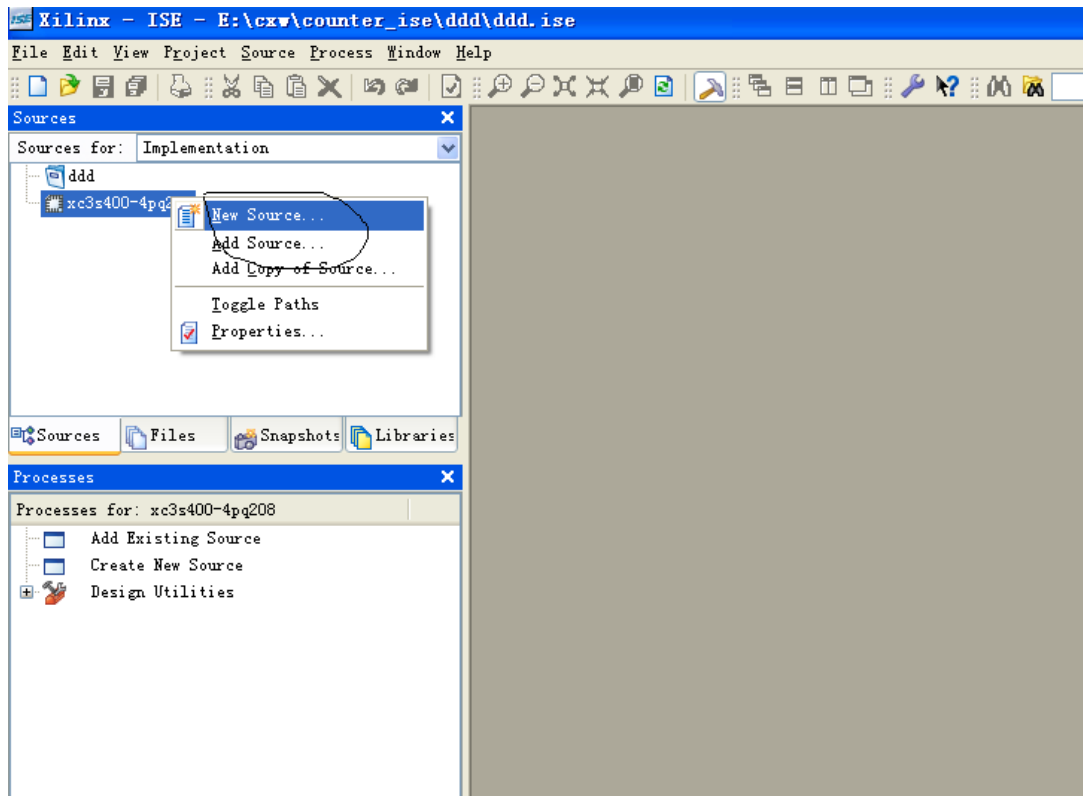 ISE Xilinx - ISE - E:\cxw\counter_ise\ddd\ddd.ise
File Edit View Project Source Process Window Help
Sources
Sources for: Implementation
ddd
xc3s400-4pq2
New Source...
Add Source...
Add Copy of Source...
Toggle Paths
Properties...
Sources Files Snapshots Libraries
Processes
Processes for: xc3s400-4pq208
Add Existing Source
Create New Source
Design Utilities